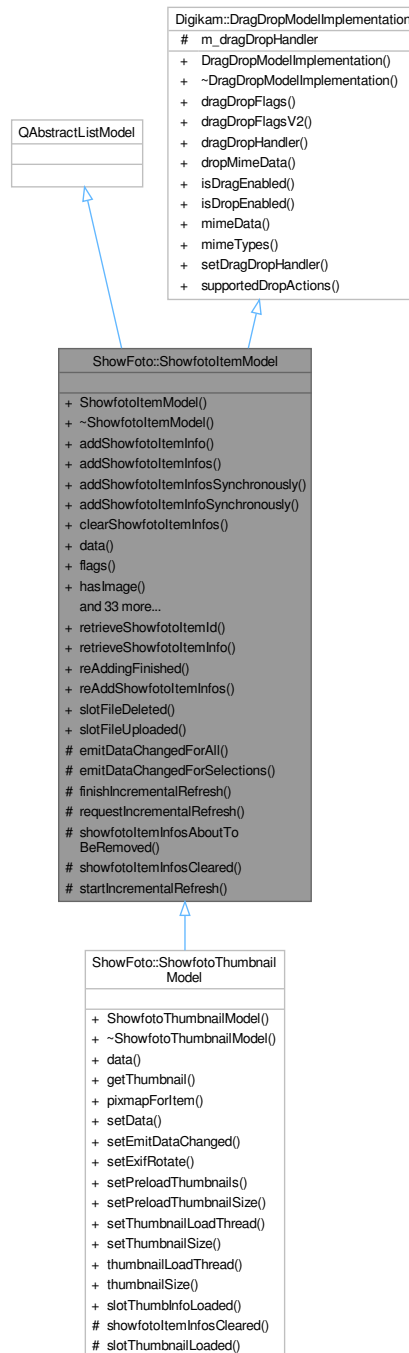 Digikam::DragDropModelImplementation
# m_dragDropHandler
+ DragDropModelImplementation()
+ ~DragDropModelImplementation()
+ dragDropFlags()
+ dragDropFlagsV2()
+ dragDropHandler()
+ dropMimeData()
+ isDragEnabled()
+ isDropEnabled()
+ mimeData()
+ mimeTypes()
+ setDragDropHandler()
+ supportedDropActions()
QAbstractListModel
ShowFoto::ShowfotoItemModel
+ ShowfotoItemModel()
+ ~ShowfotoItemModel()
+ addShowfotoItemInfo()
+ addShowfotoItemInfos()
+ addShowfotoItemInfosSynchronously()
+ addShowfotoItemInfoSynchronously()
+ clearShowfotoItemInfos()
+ data()
+ flags()
+ hasImage()
and 33 more...
+ retrieveShowfotoItemId()
+ retrieveShowfotoItemInfo()
+ reAddingFinished()
+ reAddShowfotoItemInfos()
+ slotFileDeleted()
+ slotFileUploaded()
# emitDataChangedForAll()
# emitDataChangedForSelections()
# finishIncrementalRefresh()
# requestIncrementalRefresh()
# showfotoItemInfosAboutTo
BeRemoved()
# showfotoItemInfosCleared()
# startIncrementalRefresh()
ShowFoto::ShowfotoThumbnail
Model
+ ShowfotoThumbnailModel()
+ ~ShowfotoThumbnailModel()
+ data()
+ getThumbnail()
+ pixmapForItem()
+ setData()
+ setEmitDataChanged()
+ setExifRotate()
+ setPreloadThumbnails()
+ setPreloadThumbnailSize()
+ setThumbnailLoadThread()
+ setThumbnailSize()
+ thumbnailLoadThread()
+ thumbnailSize()
+ slotThumbInfoLoaded()
# showfotoItemInfosCleared()
# slotThumbnailLoaded()